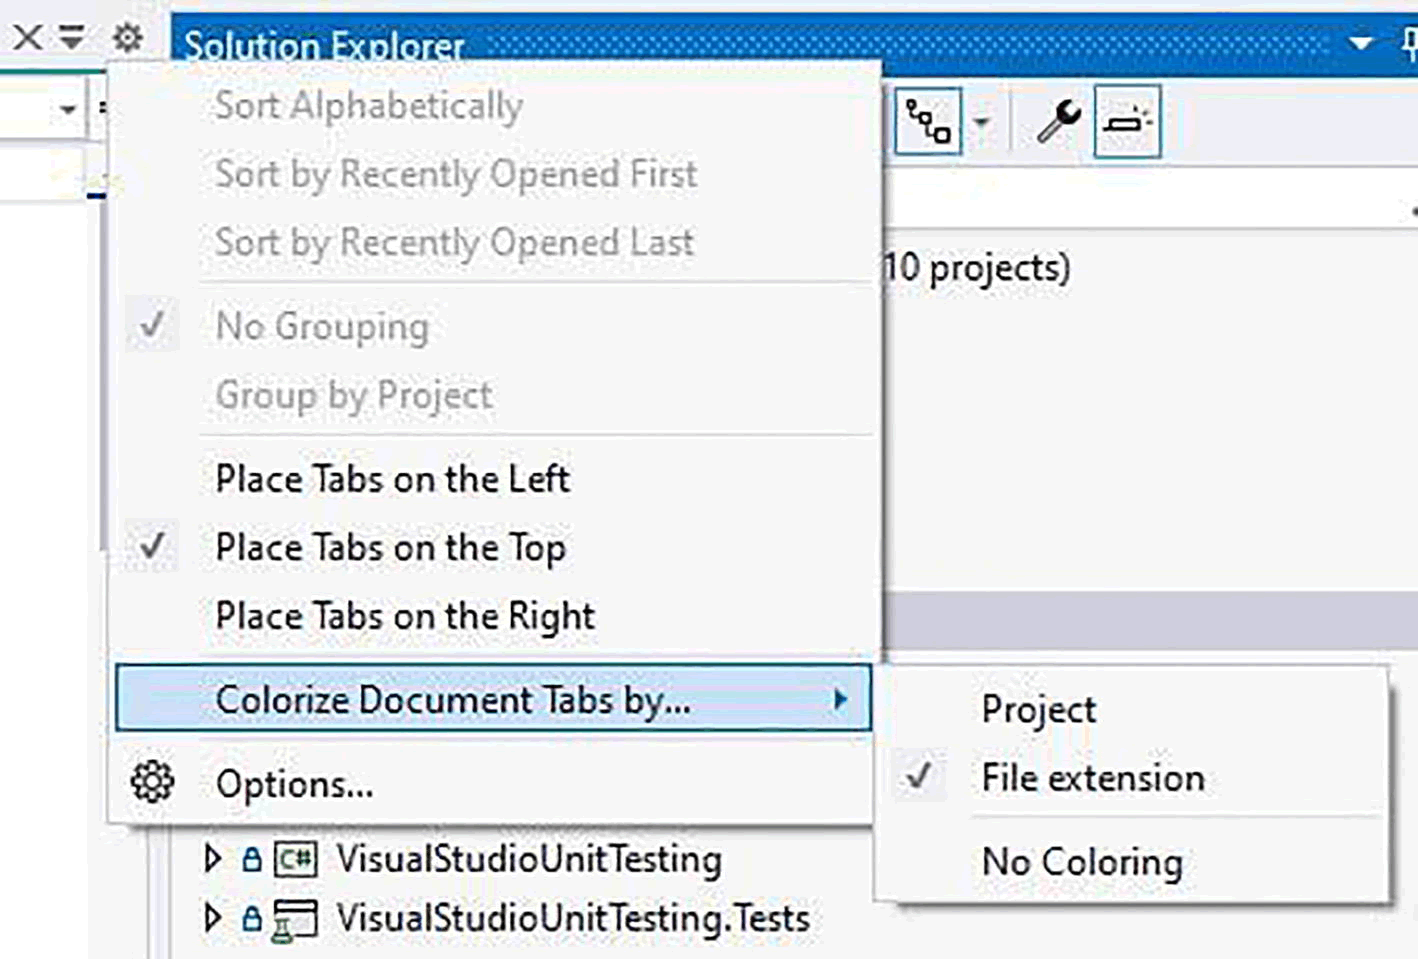 Solution Explorer
Sort Alphabetically
Sort by Recently Opened First
Sort by Recently Opened Last
10 projects)
No Grouping
Group by Project
Place Tabs on the Left
Place Tabs on the Top
Place Tabs on the Right
Colorize Document Tabs by...
Project
File extension
Options...
No Coloring
C# VisualStudioUnitTesting
VisualStudioUnitTesting.Tests